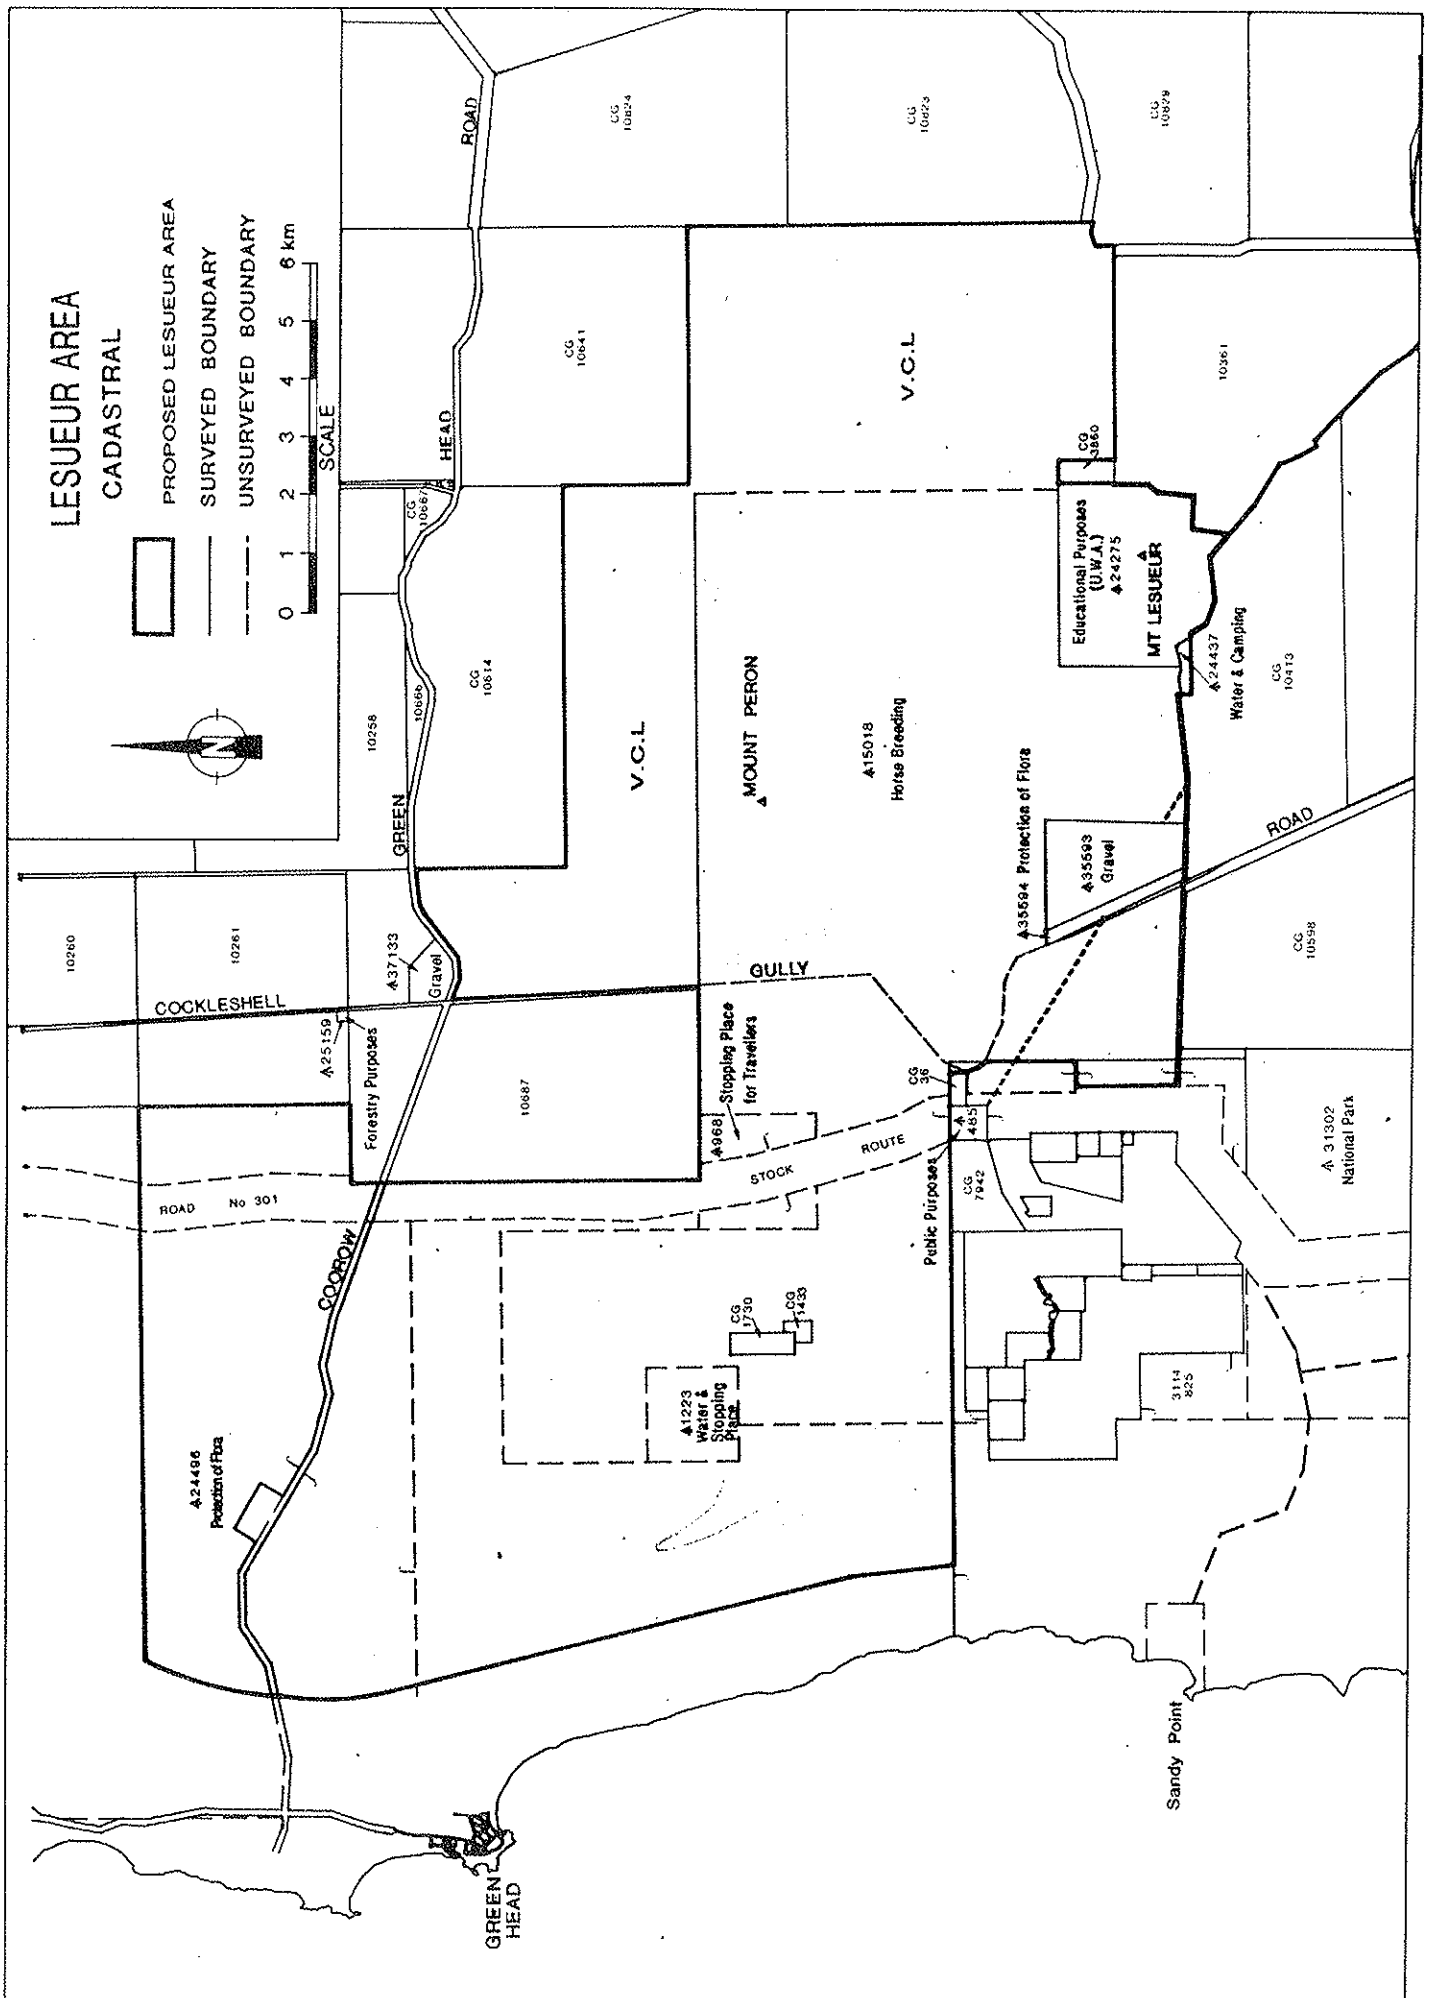 LESUEUR AREA
CADASTRAL
PROPOSED LESUEUR AREA
SURVEYED BOUNDARY
UNSURVEYED BOUNDARY
0 1 2 3 4 5 6 km
SCALE
N
10260
10261
COCKLESHELL
GULLY
25159
Forestry Purposes
37133
Gravel
10258
10666
CG
10667
GREEN
HEAD
ROAD
CG
10614
CG
10641
CG
10824
CG
10823
CG
10829
V.C.L
V.C.L
10687
ROAD No 301
COOROW
24496
Protection of Flora
GREEN
HEAD
MOUNT PERON
15018
Horse Breeding
968
Stopping Place
for Travellers
STOCK ROUTE
1223
Water &
Stopping
Place
CG
1730
CG
1433
Public Purposes
CG
36
485
CG
7942
35594 Protection of Flora
35593
Gravel
Educational Purposes
(U.W.A.)
24275
MT LESUEUR
CG
3860
10361
24437
Water & Camping
CG
10413
ROAD
CG
10598
31302
National Park
3114
825
Sandy Point